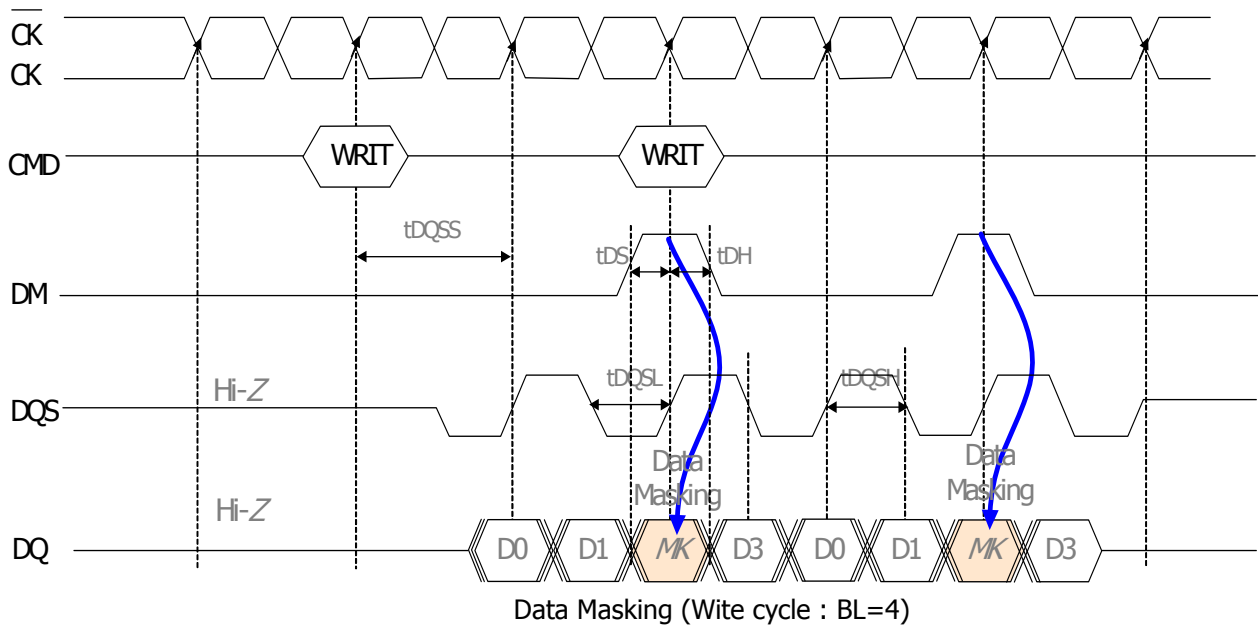 CK
CK
CMD
WRIT
WRIT
tDQSS
tDS
tDH
DM
Hi-Z
tDQSL
tDQSH
DQS
Data
Masking
Data
Masking
Hi-Z
DQ
D0
D1
MK
D3
D0
D1
MK
D3
Data Masking (Wite cycle : BL=4)